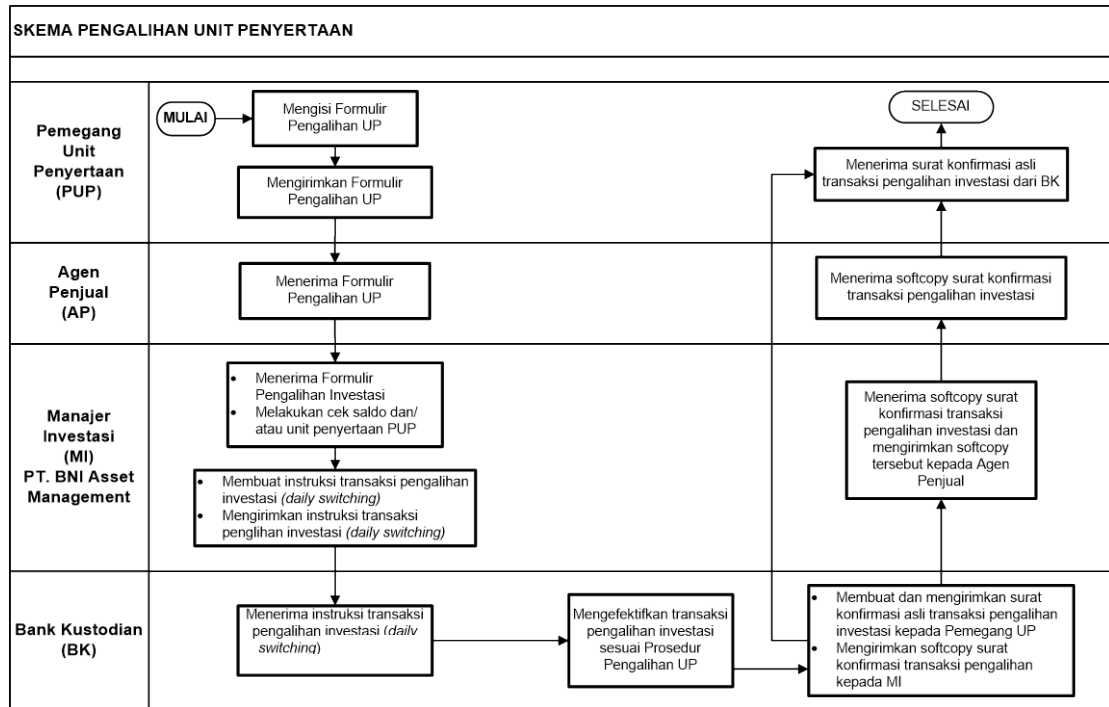 SKEMA PENGALIHAN UNIT PENYERTAAN
Pemegang
Unit
Penyertaan
(PUP)
MULAI
Mengisi Formulir
Pengalihan UP
Mengirimkan Formulir
Pengalihan UP
SELESAI
Menerima surat konfirmasi asli
transaksi pengalihan investasi dari BK
Agen
Penjual
(AP)
Menerima Formulir
Pengalihan UP
Menerima softcopy surat konfirmasi
transaksi pengalihan investasi
Manajer
Investasi
(MI)
PT. BNI Asset
Management
• Menerima Formulir
Pengalihan Investasi
• Melakukan cek saldo dan/
atau unit penyertaan PUP
• Membuat instruksi transaksi pengalihan
investasi (daily switching)
• Mengirimkan instruksi transaksi
penglihan investasi (daily switching)
Menerima softcopy surat
konfirmasi transaksi
pengalihan investasi dan
mengirimkan softcopy
tersebut kepada Agen
Penjual
Bank Kustodian
(BK)
Menerima instruksi transaksi
pengalihan investasi (daily
switching)
Mengefektifkan transaksi
pengalihan investasi
sesuai Prosedur
Pengalihan UP
• Membuat dan mengirimkan surat
konfirmasi asli transaksi pengalihan
investasi kepada Pemegang UP
• Mengirimkan softcopy surat
konfirmasi transaksi pengalihan
kepada MI